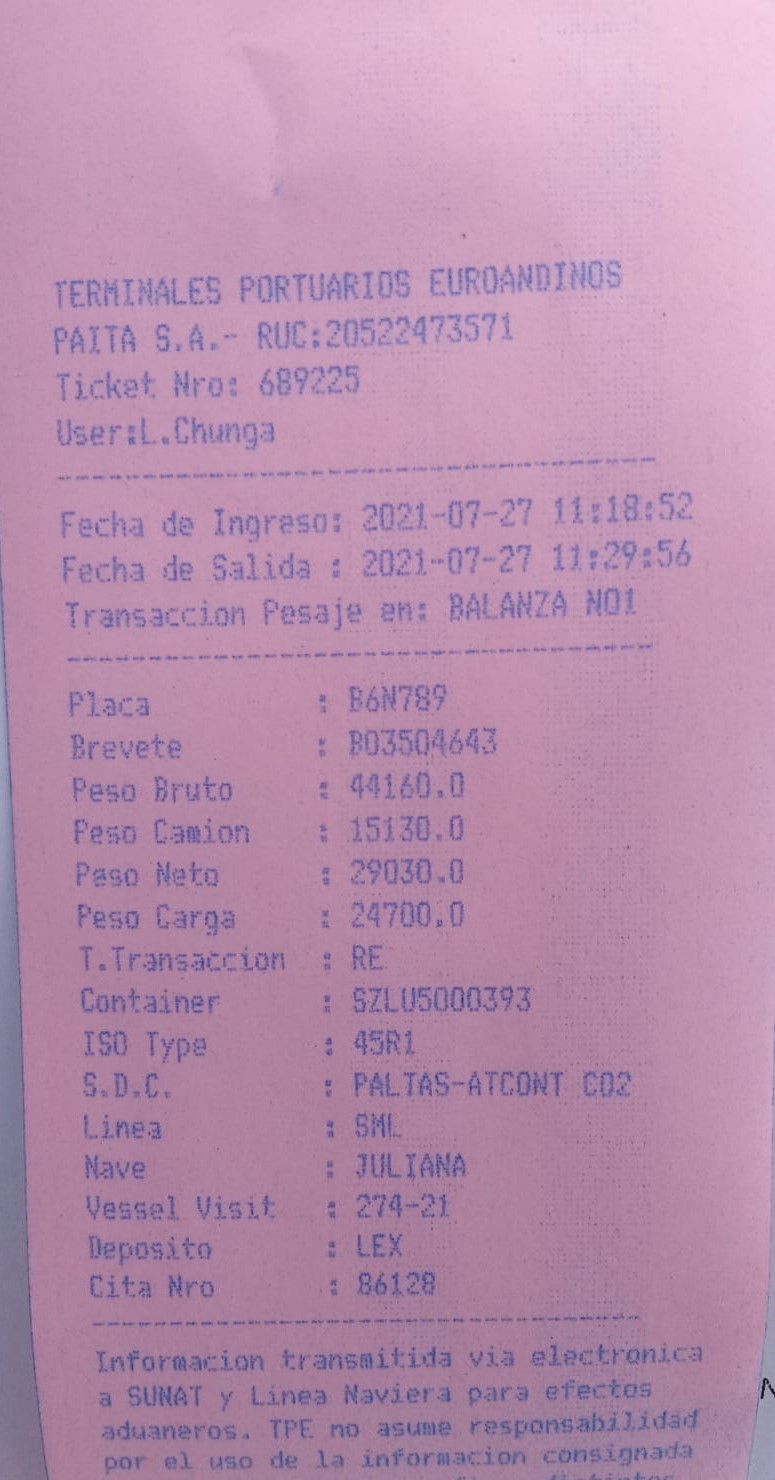 TERMINALES PORTUARIOS EUROANDINOS
PAITA S.A.- RUC:20522473571
Ticket Nro: 689225
User:L.Chunga
Fecha de Ingreso: 2021-07-27 11:18:52
Fecha de Salida : 2021-07-27 11:29:56
Transaccion Pesaje en: BALANZA NO1
Placa : B6N789
Brevete : B03504643
Peso Bruto : 44160.0
Peso Camion : 15130.0
Peso Neto : 29030.0
Peso Carga : 24700.0
T.Transaccion : RE
Container : SZLU5000393
ISO Type : 45R1
S.D.C. : PALTAS-ATCONT CO2
Linea : SML
Nave : JULIANA
Vessel Visit : 274-21
Deposito : LEX
Cita Nro : 86128
Informacion transmitida via electronica
a SUNAT y Linea Naviera para efectos
aduaneros. TPE no asume responsabilidad
por el uso de la informacion consignada